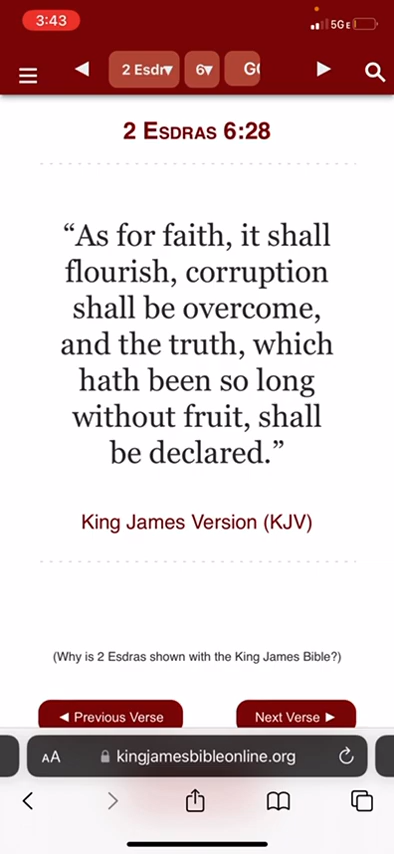 3:43
5GE
2 Esdr▾ 6▾ G
2 ESDRAS 6:28
“As for faith, it shall
flourish, corruption
shall be overcome,
and the truth, which
hath been so long
without fruit, shall
be declared.”
King James Version (KJV)
(Why is 2 Esdras shown with the King James Bible?)
◄ Previous Verse Next Verse ►
AA kingjamesbibleonline.org